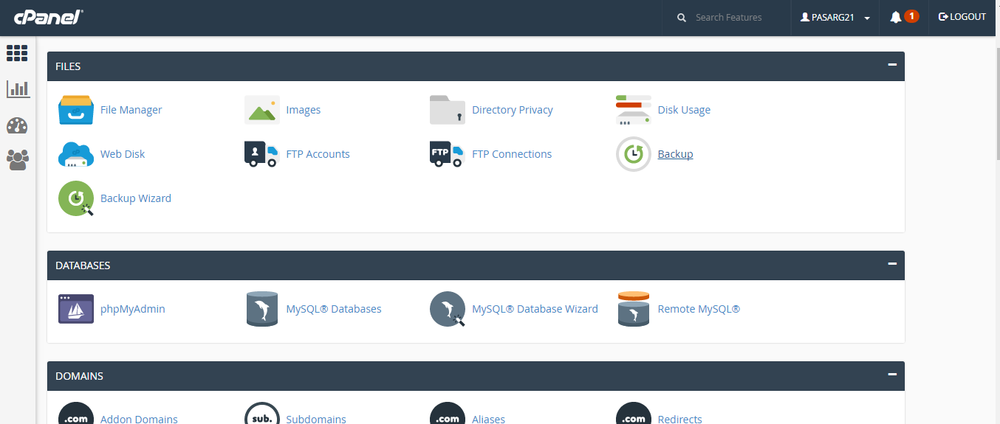 cPanel®
Search Features
PASARG21
1
LOGOUT
FILES
File Manager
Images
Directory Privacy
Disk Usage
Web Disk
FTP Accounts
FTP
FTP Connections
Backup
Backup Wizard
DATABASES
phpMyAdmin
MySQL® Databases
MySQL® Database Wizard
Remote MySQL®
DOMAINS
.com
Addon Domains
sub.
Subdomains
.com
Aliases
.com
Redirects